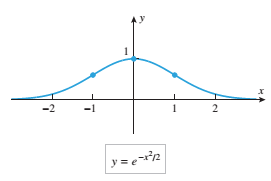 y
1
x
-2 -1 1 2
y = e^{-x²/2}